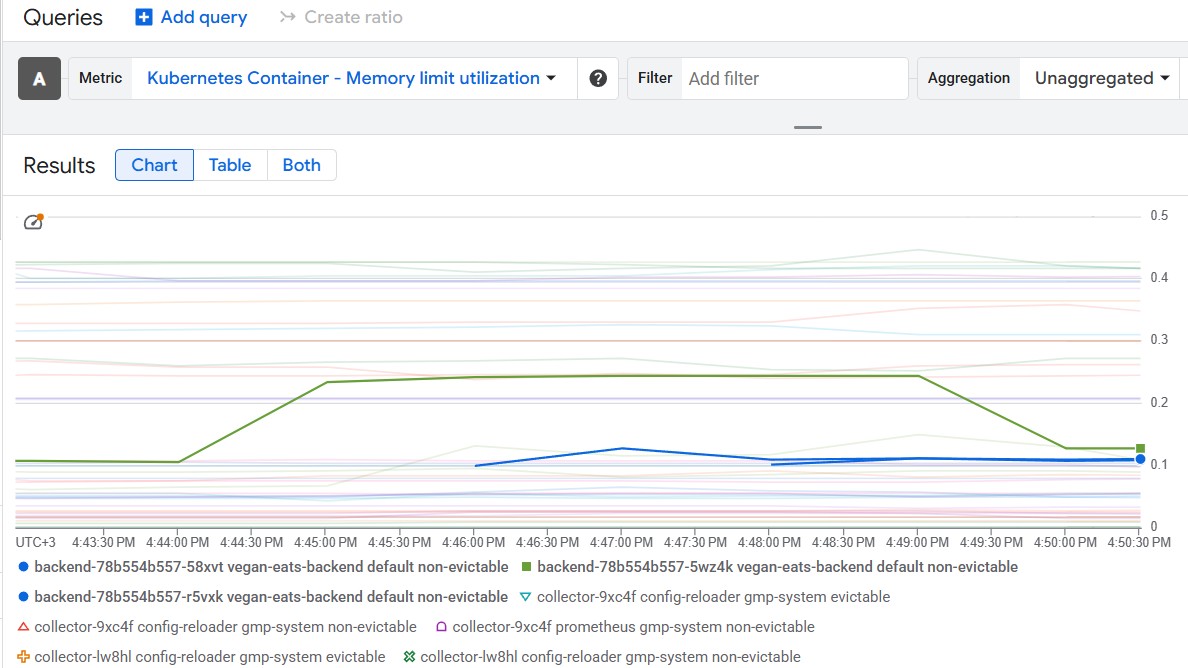 Queries Add query Create ratio
A Metric Kubernetes Container - Memory limit utilization ? Filter Add filter Aggregation Unaggregated
Results Chart Table Both
0.5
0.4
0.3
0.2
0.1
0
UTC+3 4:43:30 PM 4:44:00 PM 4:44:30 PM 4:45:00 PM 4:45:30 PM 4:46:00 PM 4:46:30 PM 4:47:00 PM 4:47:30 PM 4:48:00 PM 4:48:30 PM 4:49:00 PM 4:49:30 PM 4:50:00 PM 4:50:30 PM
backend-78b554b557-58xvt vegan-eats-backend default non-evictable backend-78b554b557-5wz4k vegan-eats-backend default non-evictable
backend-78b554b557-r5vxk vegan-eats-backend default non-evictable collector-9xc4f config-reloader gmp-system evictable
collector-9xc4f config-reloader gmp-system non-evictable collector-9xc4f prometheus gmp-system non-evictable
collector-lw8hl config-reloader gmp-system evictable collector-lw8hl config-reloader gmp-system non-evictable